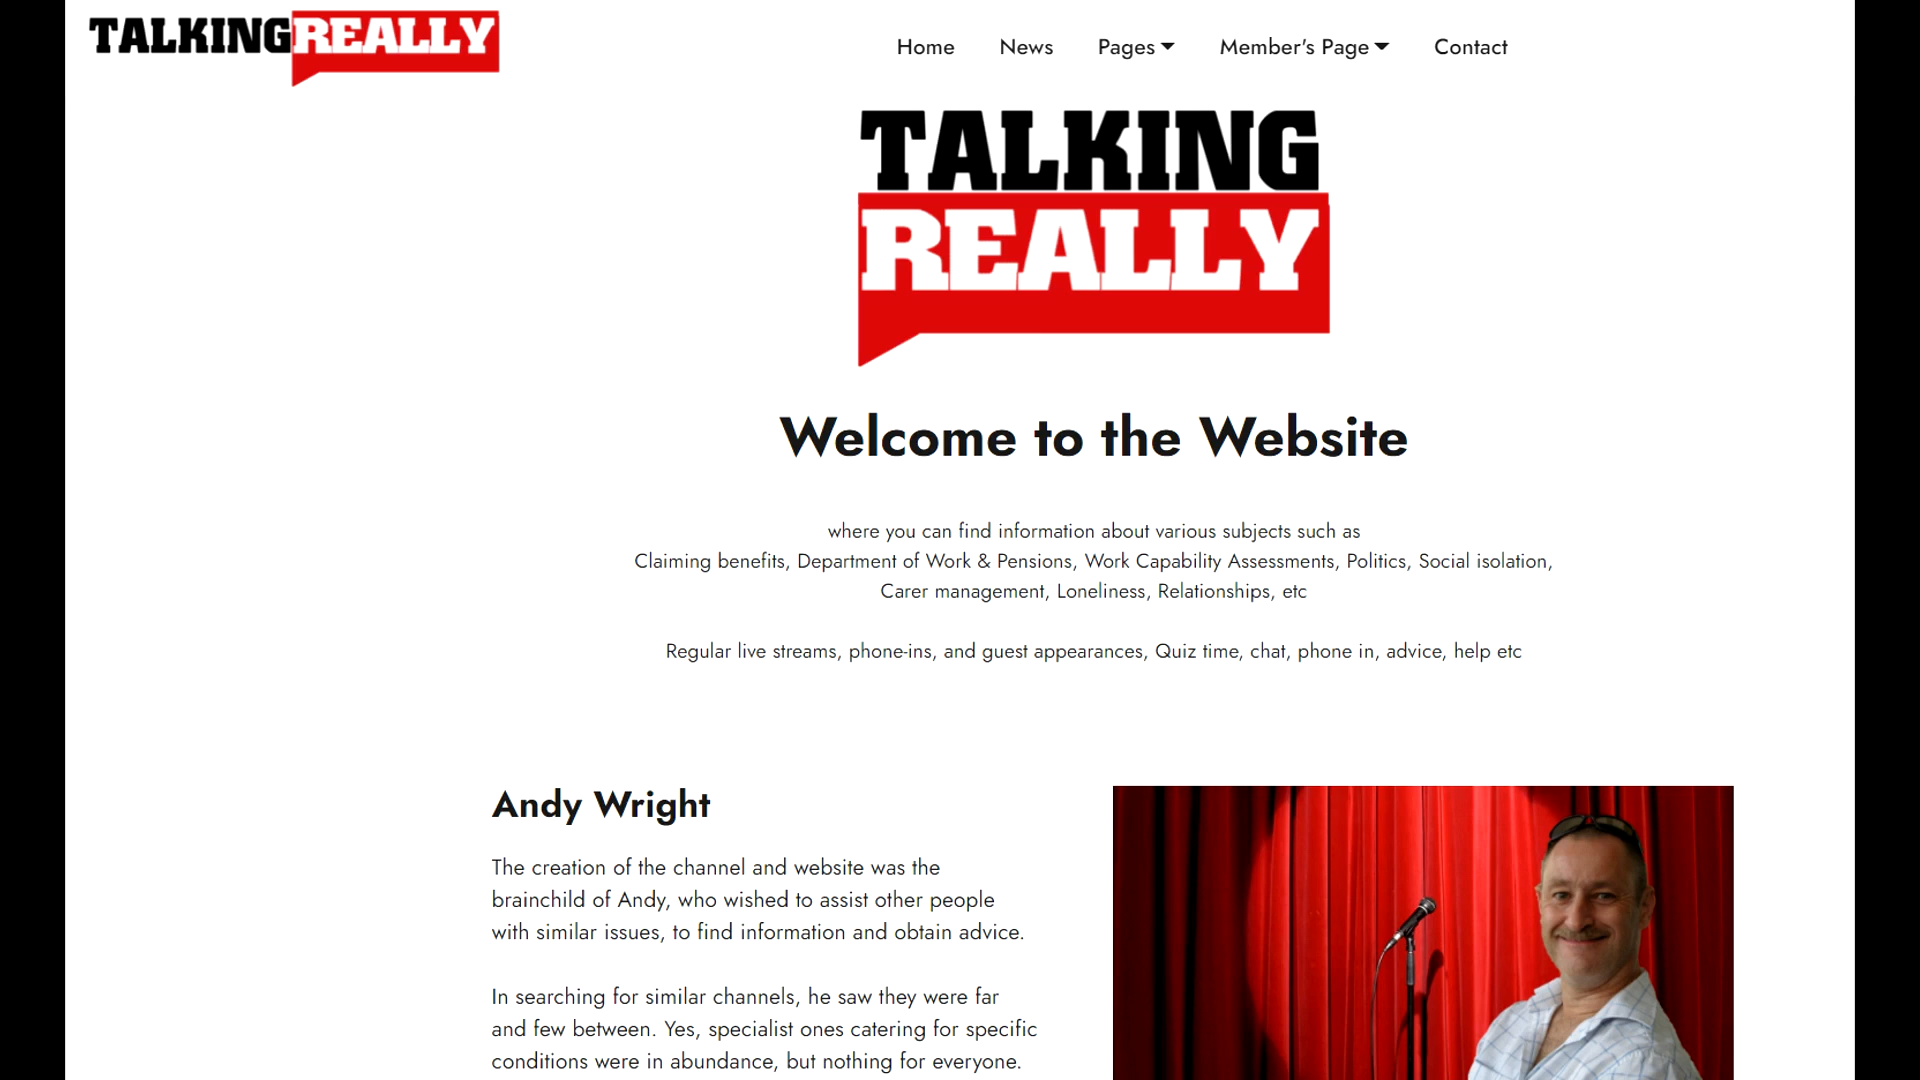 TALKINGREALLY
Home News Pages Member's Page Contact
TALKING
REALLY
Welcome to the Website
where you can find information about various subjects such as
Claiming benefits, Department of Work & Pensions, Work Capability Assessments, Politics, Social isolation,
Carer management, Loneliness, Relationships, etc
Regular live streams, phone-ins, and guest appearances, Quiz time, chat, phone in, advice, help etc
Andy Wright
The creation of the channel and website was the
brainchild of Andy, who wished to assist other people
with similar issues, to find information and obtain advice.
In searching for similar channels, he saw they were far
and few between. Yes, specialist ones catering for specific
conditions were in abundance, but nothing for everyone.